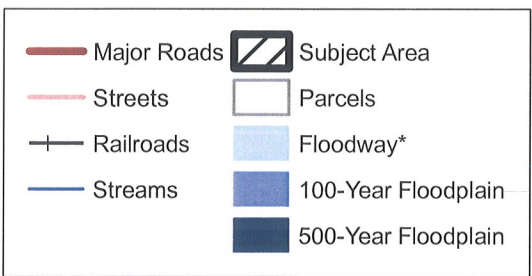 Major Roads
Streets
Railroads
Streams
Subject Area
Parcels
Floodway*
100-Year Floodplain
500-Year Floodplain